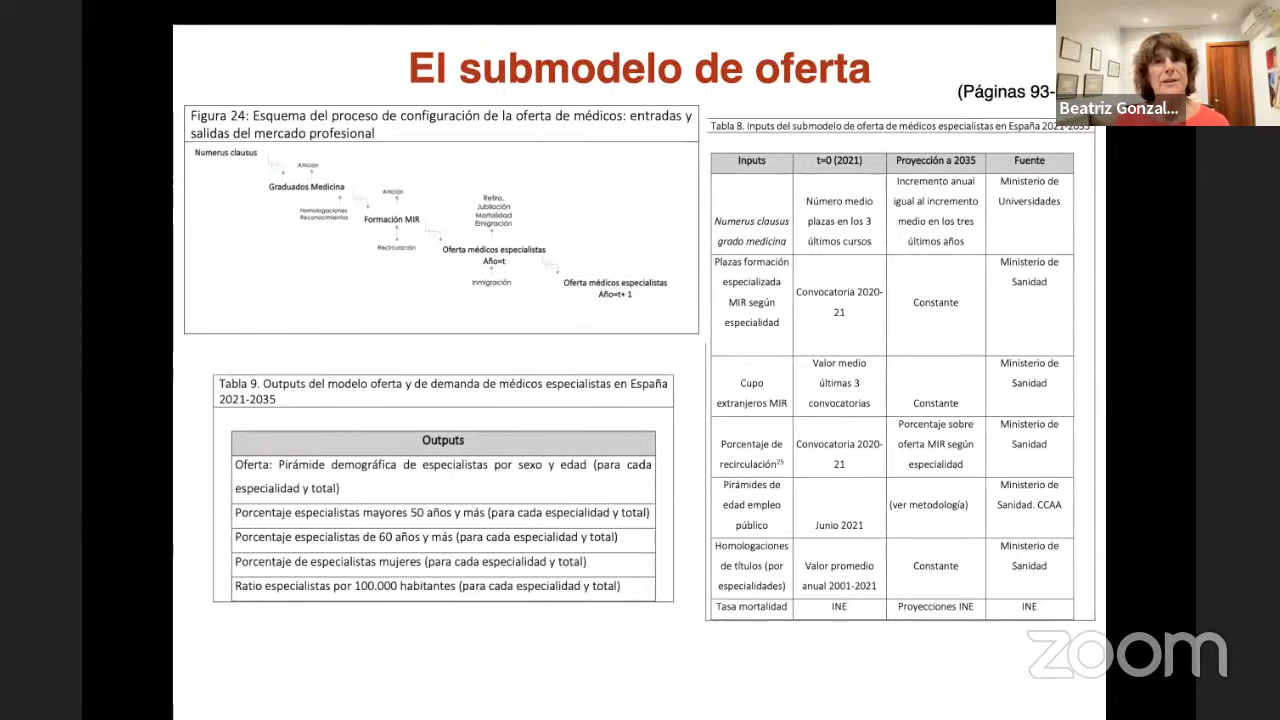 El submodelo de oferta
(Páginas 93-
Beatriz Gonzal...
Figura 24: Esquema del proceso de configuración de la oferta de médicos: entradas y
salidas del mercado profesional
Numerus clausus
Atrición
Graduados Medicina
Homologaciones
Reconocimientos
Atrición
Formación MIR
Recirculación
Retiro,
Jubilación
Mortalidad
Emigración
Oferta médicos especialistas
Año=t
Inmigración
Oferta médicos especialistas
Año=t+ 1
Tabla 9. Outputs del modelo oferta y de demanda de médicos especialistas en España
2021-2035
Outputs
Oferta: Pirámide demográfica de especialistas por sexo y edad (para cada
especialidad y total)
Porcentaje especialistas mayores 50 años y más (para cada especialidad y total)
Porcentaje especialistas de 60 años y más (para cada especialidad y total)
Porcentaje de especialistas mujeres (para cada especialidad y total)
Ratio especialistas por 100.000 habitantes (para cada especialidad y total)
Tabla 8. Inputs del submodelo de oferta de médicos especialistas en España 2021-2035
Inputs t=0 (2021) Proyección a 2035 Fuente
Numerus clausus
grado medicina
Número medio
plazas en los 3
últimos cursos
Incremento anual
igual al incremento
medio en los tres
últimos años
Ministerio de
Universidades
Plazas formación
especializada
MIR según
especialidad
Convocatoria 2020-
21
Constante
Ministerio de
Sanidad
Cupo
extranjeros MIR
Valor medio
últimas 3
convocatorias
Constante
Ministerio de
Sanidad
Porcentaje de
recirculación25
Convocatoria 2020-
21
Porcentaje sobre
oferta MIR según
especialidad
Ministerio de
Sanidad
Pirámides de
edad empleo
público
Junio 2021
(ver metodología)
Ministerio de
Sanidad. CCAA
Homologaciones
de títulos (por
especialidades)
Valor promedio
anual 2001-2021
Constante
Ministerio de
Sanidad
Tasa mortalidad INE Proyecciones INE INE
zoom